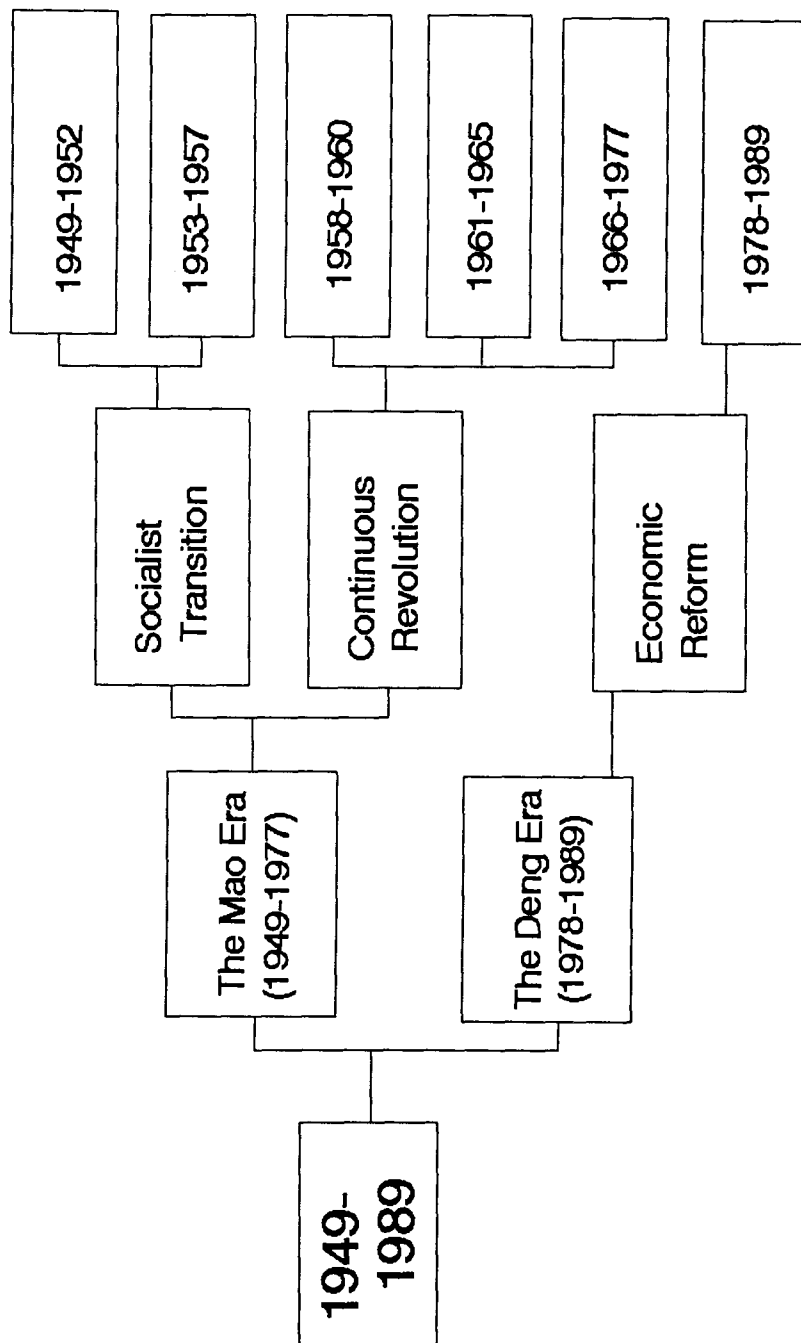 1949-
1989
The Mao Era
(1949-1977)
The Deng Era
(1978-1989)
Socialist
Transition
Continuous
Revolution
Economic
Reform
1949-1952
1953-1957
1958-1960
1961-1965
1966-1977
1978-1989